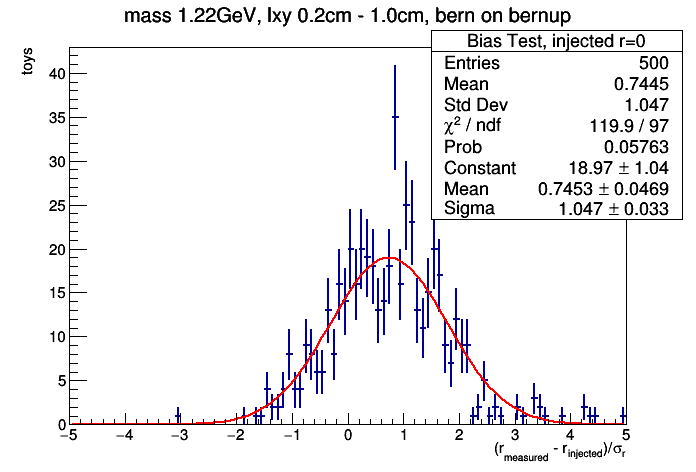 mass 1.22GeV, lxy 0.2cm - 1.0cm, bern on bernup
Bias Test, injected r=0
Entries 500
Mean 0.7445
Std Dev 1.047
χ² / ndf 119.9 / 97
Prob 0.05763
Constant 18.97 ± 1.04
Mean 0.7453 ± 0.0469
Sigma 1.047 ± 0.033
toys
40
35
30
25
20
15
10
5
0
−5 −4 −3 −2 −1 0 1 2 3 4 5
(r_measured - r_injected)/σ_r